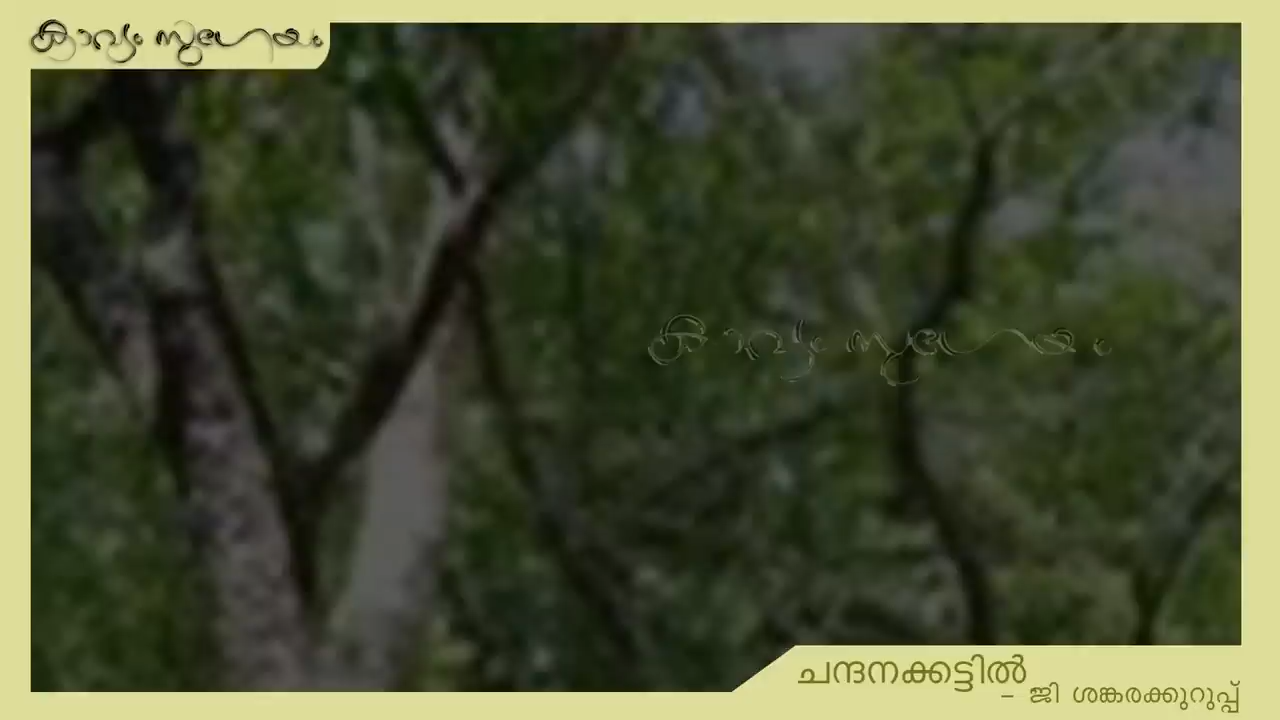 കാവ്യം സുഗേയം
കാവ്യം സുഗേയം
ചന്ദനക്കട്ടിൽ
– ജി ശങ്കരക്കുറുപ്പ്